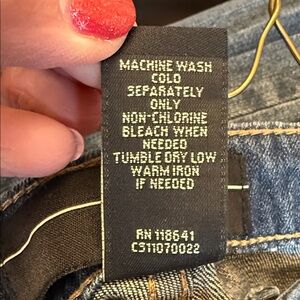 MACHINE WASH
COLD
SEPARATELY
ONLY
NON-CHLORINE
BLEACH WHEN
NEEDED
TUMBLE DRY LOW
WARM IRON
IF NEEDED
RN 118641
CS11070022